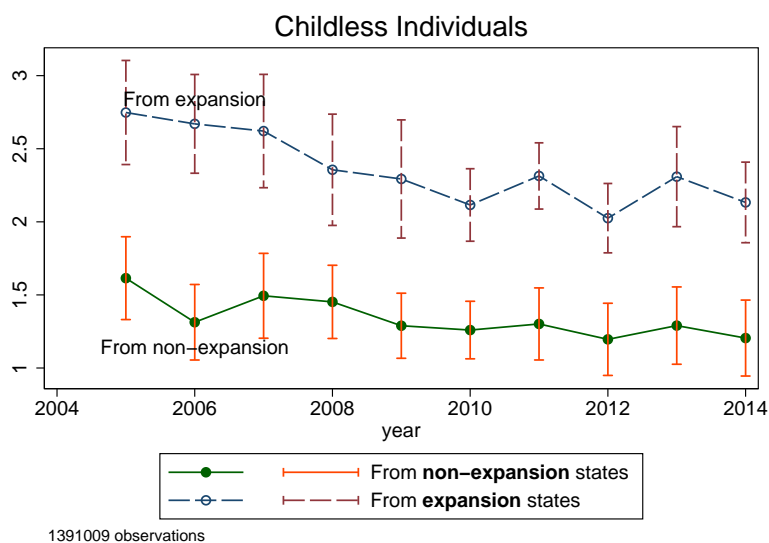 Childless Individuals
3
2.5
2
1.5
1
From expansion
From non−expansion
2004 2006 2008 2010 2012 2014
year
From non−expansion states
From expansion states
1391009 observations